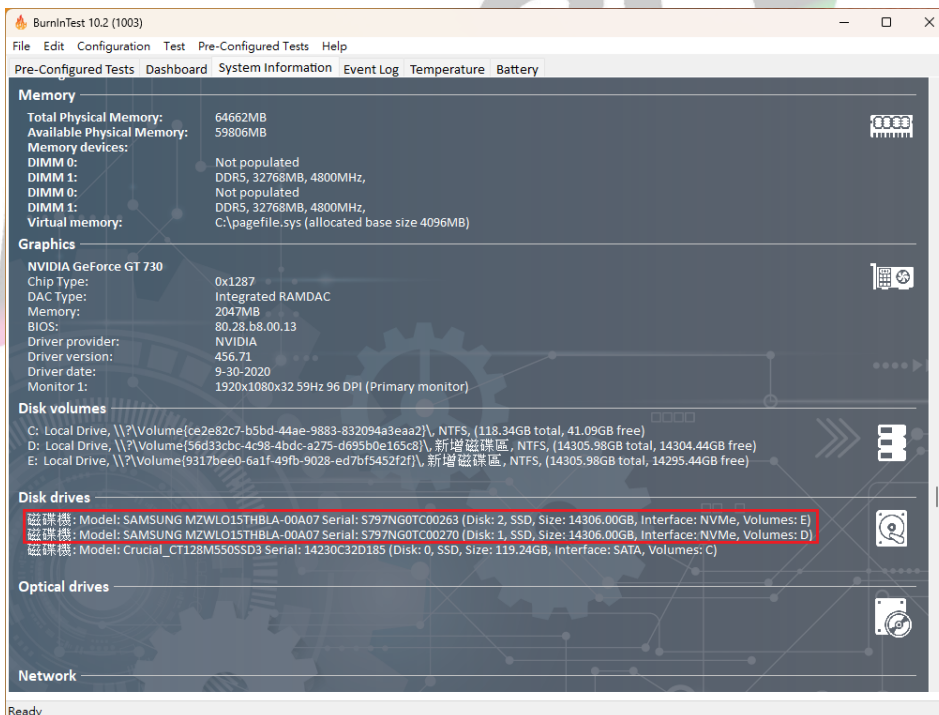 BurnInTest 10.2 (1003)
File Edit Configuration Test Pre-Configured Tests Help
Pre-Configured Tests Dashboard System Information Event Log Temperature Battery
Memory
Total Physical Memory: 64662MB
Available Physical Memory: 59806MB
Memory devices:
DIMM 0: Not populated
DIMM 1: DDR5, 32768MB, 4800MHz,
DIMM 0: Not populated
DIMM 1: DDR5, 32768MB, 4800MHz,
Virtual memory: C:\pagefile.sys (allocated base size 4096MB)
Graphics
NVIDIA GeForce GT 730
Chip Type: 0x1287
DAC Type: Integrated RAMDAC
Memory: 2047MB
BIOS: 80.28.b8.00.13
Driver provider: NVIDIA
Driver version: 456.71
Driver date: 9-30-2020
Monitor 1: 1920x1080x32 59Hz 96 DPI (Primary monitor)
Disk volumes
C: Local Drive, \\?\Volume{ce2e82c7-b5bd-44ae-9883-832094a3eaa2}\, NTFS, (118.34GB total, 41.09GB free)
D: Local Drive, \\?\Volume{56d33cbc-4c98-4bdc-a275-d695b0e165c8}\, 新增磁碟區, NTFS, (14305.98GB total, 14304.44GB free)
E: Local Drive, \\?\Volume{9317bee0-6a1f-49fb-9028-ed7bf5452f2f}\, 新增磁碟區, NTFS, (14305.98GB total, 14295.44GB free)
Disk drives
磁碟機: Model: SAMSUNG MZWLO15THBLA-00A07 Serial: S797NG0TC00263 (Disk: 2, SSD, Size: 14306.00GB, Interface: NVMe, Volumes: E)
磁碟機: Model: SAMSUNG MZWLO15THBLA-00A07 Serial: S797NG0TC00270 (Disk: 1, SSD, Size: 14306.00GB, Interface: NVMe, Volumes: D)
磁碟機: Model: Crucial_CT128M550SSD3 Serial: 14230C32D185 (Disk: 0, SSD, Size: 119.24GB, Interface: SATA, Volumes: C)
Optical drives
Network
Ready